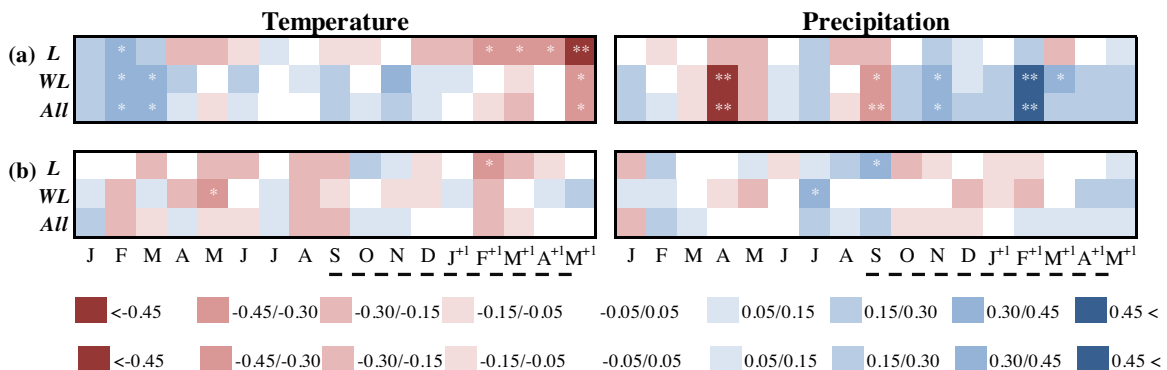 Temperature Precipitation
(a) L * * * * ** *
WL * * * ** * * ** *
All * * * ** ** * **
(b) L * *
WL * *
All
J F M A M J J A S O N D J+1 F+1 M+1 A+1 M+1 J F M A M J J A S O N D J+1 F+1 M+1 A+1 M+1
<-0.45 -0.45/-0.30 -0.30/-0.15 -0.15/-0.05 -0.05/0.05 0.05/0.15 0.15/0.30 0.30/0.45 0.45 <
<-0.45 -0.45/-0.30 -0.30/-0.15 -0.15/-0.05 -0.05/0.05 0.05/0.15 0.15/0.30 0.30/0.45 0.45 <